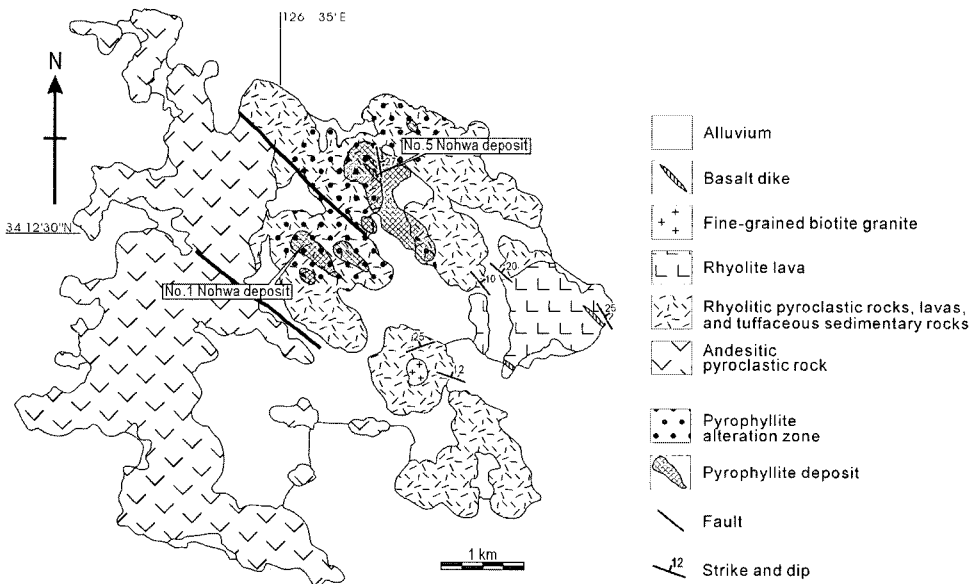 126 35'E
N
No.5 Nohwa deposit
34 12'30"N
No.1 Nohwa deposit
20
10
25
25
12
1 km
Alluvium
Basalt dike
Fine-grained biotite granite
Rhyolite lava
Rhyolitic pyroclastic rocks, lavas,
and tuffaceous sedimentary rocks
Andesitic
pyroclastic rock
Pyrophyllite
alteration zone
Pyrophyllite deposit
Fault
12
Strike and dip